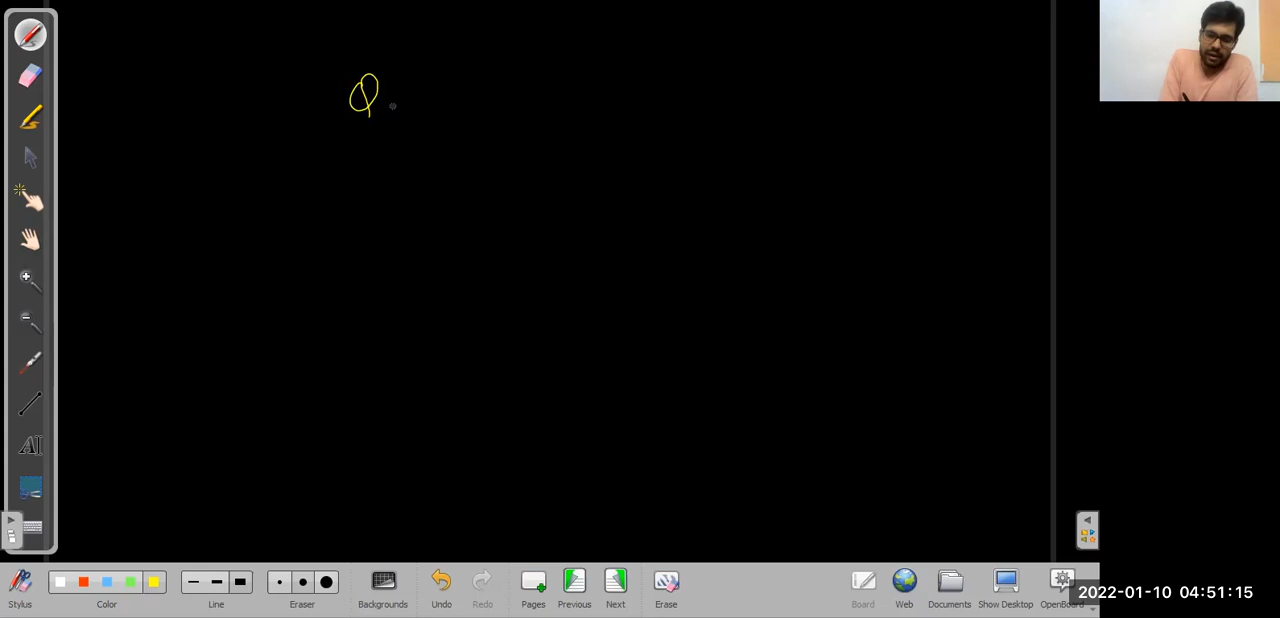 Q
AI
Stylus
Color
Line
Eraser
Backgrounds
Undo
Redo
Pages
Previous
Next
Erase
Board
Web
Documents
Show Desktop
OpenBoard
2022-01-10 04:51:15